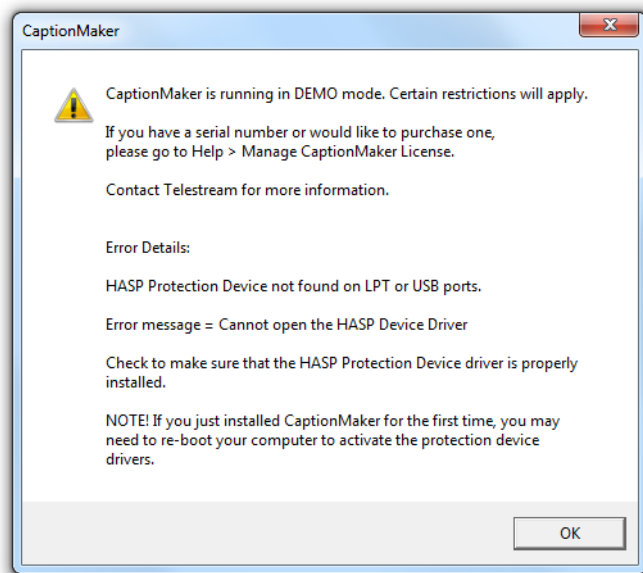 CaptionMaker
CaptionMaker is running in DEMO mode. Certain restrictions will apply.
If you have a serial number or would like to purchase one,
please go to Help > Manage CaptionMaker License.
Contact Telestream for more information.
Error Details:
HASP Protection Device not found on LPT or USB ports.
Error message = Cannot open the HASP Device Driver
Check to make sure that the HASP Protection Device driver is properly
installed.
NOTE! If you just installed CaptionMaker for the first time, you may
need to re-boot your computer to activate the protection device
drivers.
OK